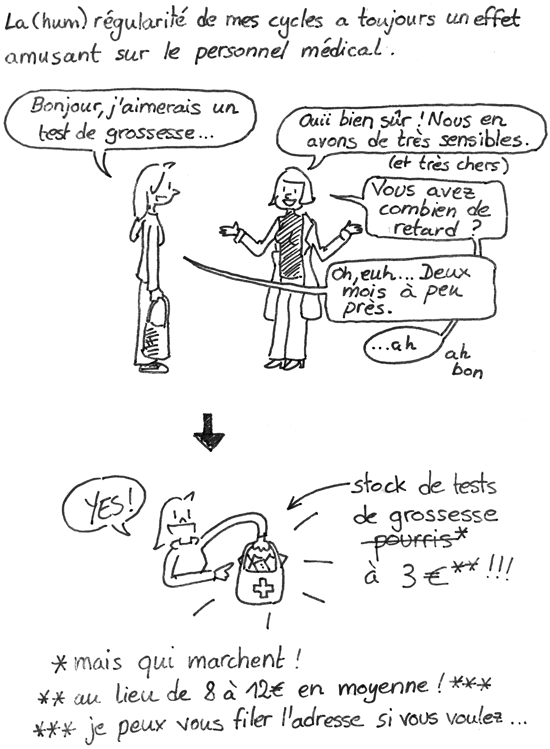 La (hum) régularité de mes cycles a toujours un effet
amusant sur le personnel médical.
Bonjour, j'aimerais un
test de grossesse...
Ouii bien sûr ! Nous en
avons de très sensibles.
(et très chers)
Vous avez
combien de
retard ?
Oh, euh... Deux
mois à peu
près.
...ah
ah
bon
YES!
stock de tests
de grossesse
pourris*
à 3€** !!!
* mais qui marchent !
** au lieu de 8 à 12€ en moyenne ! ***
*** je peux vous filer l'adresse si vous voulez...